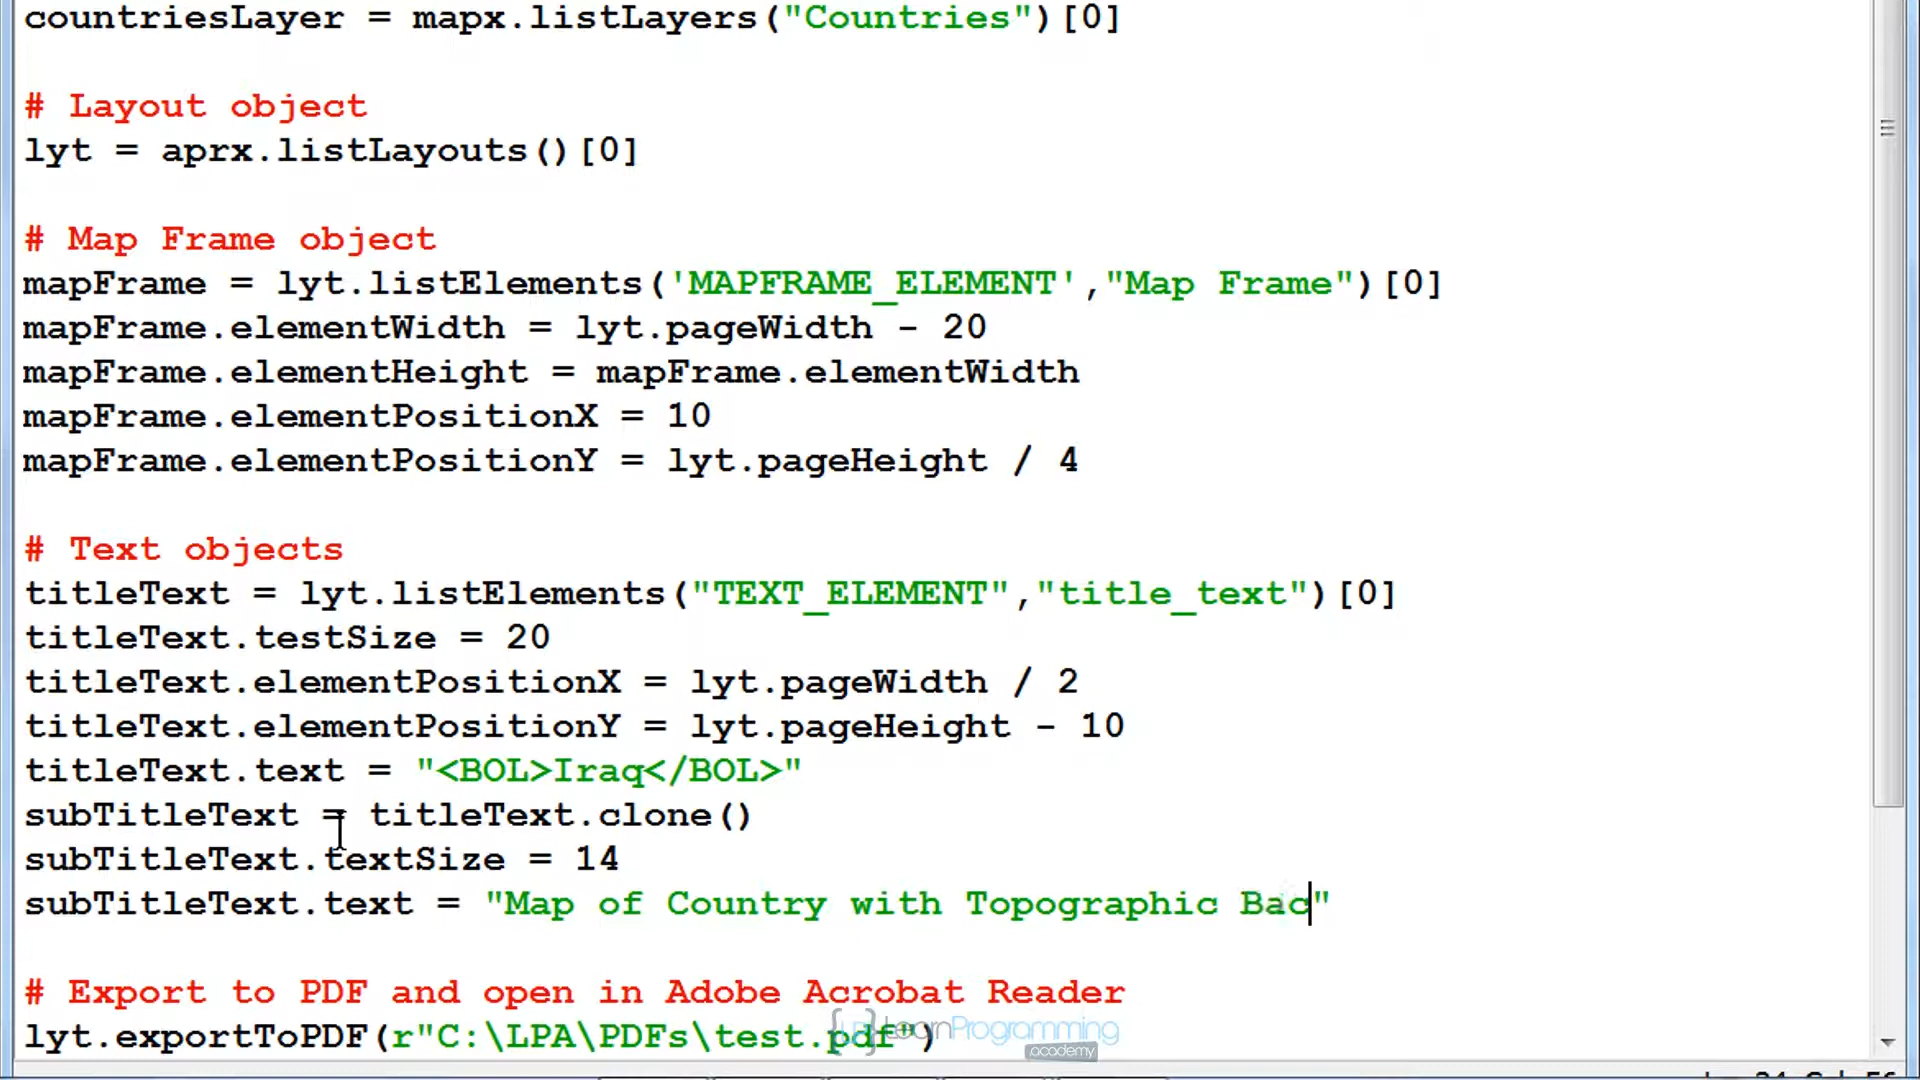 countriesLayer = mapx.listLayers("Countries")[0]
# Layout object
lyt = aprx.listLayouts()[0]
# Map Frame object
mapFrame = lyt.listElements('MAPFRAME_ELEMENT',"Map Frame")[0]
mapFrame.elementWidth = lyt.pageWidth - 20
mapFrame.elementHeight = mapFrame.elementWidth
mapFrame.elementPositionX = 10
mapFrame.elementPositionY = lyt.pageHeight / 4
# Text objects
titleText = lyt.listElements("TEXT_ELEMENT","title_text")[0]
titleText.testSize = 20
titleText.elementPositionX = lyt.pageWidth / 2
titleText.elementPositionY = lyt.pageHeight - 10
titleText.text = "<BOL>Iraq</BOL>"
subTitleText = titleText.clone()
subTitleText.textSize = 14
subTitleText.text = "Map of Country with Topographic Bac"
# Export to PDF and open in Adobe Acrobat Reader
lyt.exportToPDF(r"C:\LPA\PDFs\test.pdf")
LearnProgramming
.academy